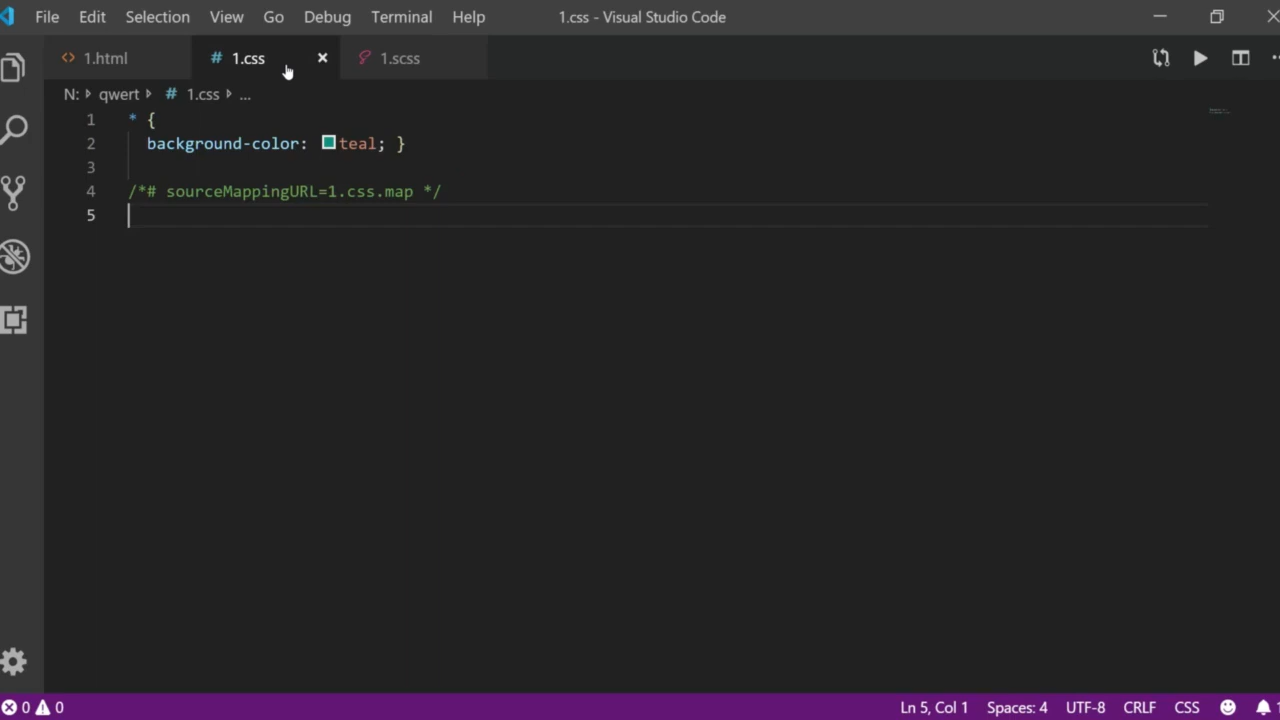 File Edit Selection View Go Debug Terminal Help 1.css - Visual Studio Code
1.html 1.css 1.scss
N: qwert # 1.css ...
1 * {
2 background-color: teal; }
3
4 /*# sourceMappingURL=1.css.map */
5
0 0 Ln 5, Col 1 Spaces: 4 UTF-8 CRLF CSS